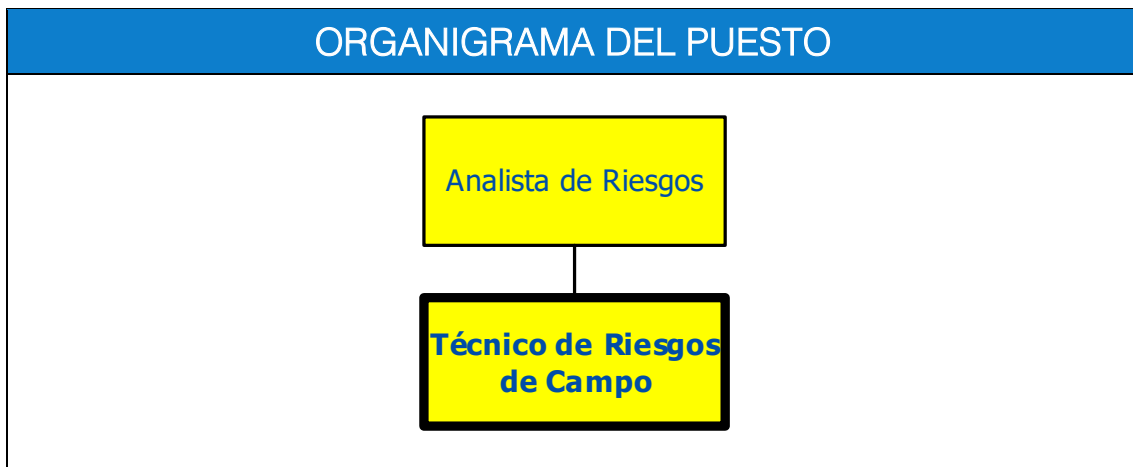 ORGANIGRAMA DEL PUESTO
Analista de Riesgos
Técnico de Riesgos
de Campo